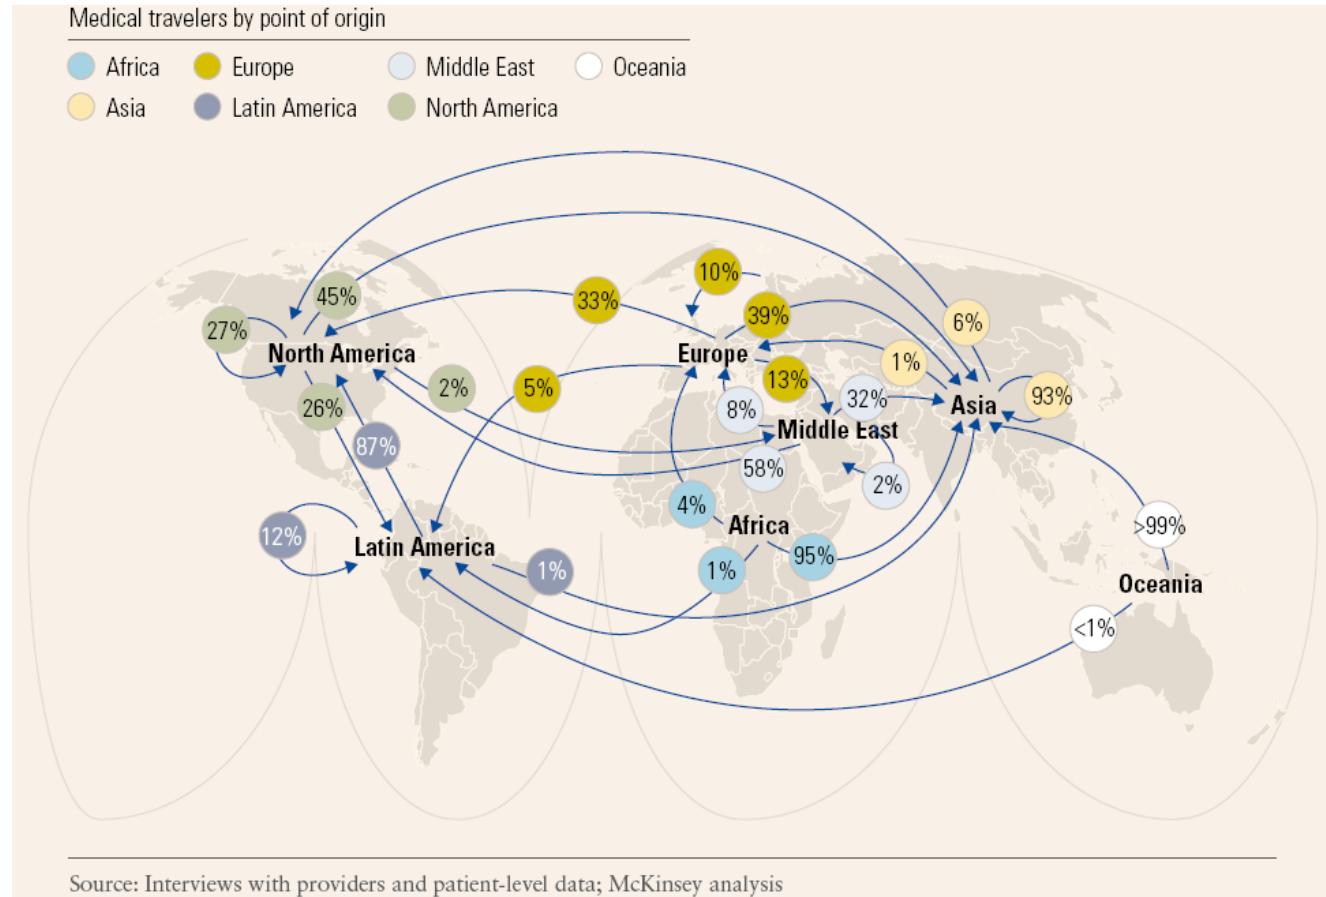 Medical travelers by point of origin
Africa Europe Middle East Oceania
Asia Latin America North America
10%
45%
33%
39%
6%
27%
North America
Europe
1%
13%
2%
5%
32%
93%
26%
8%
Asia
Middle East
87%
58%
2%
4%
Africa
>99%
12%
Latin America
95%
1%
1%
Oceania
<1%
Source: Interviews with providers and patient-level data; McKinsey analysis